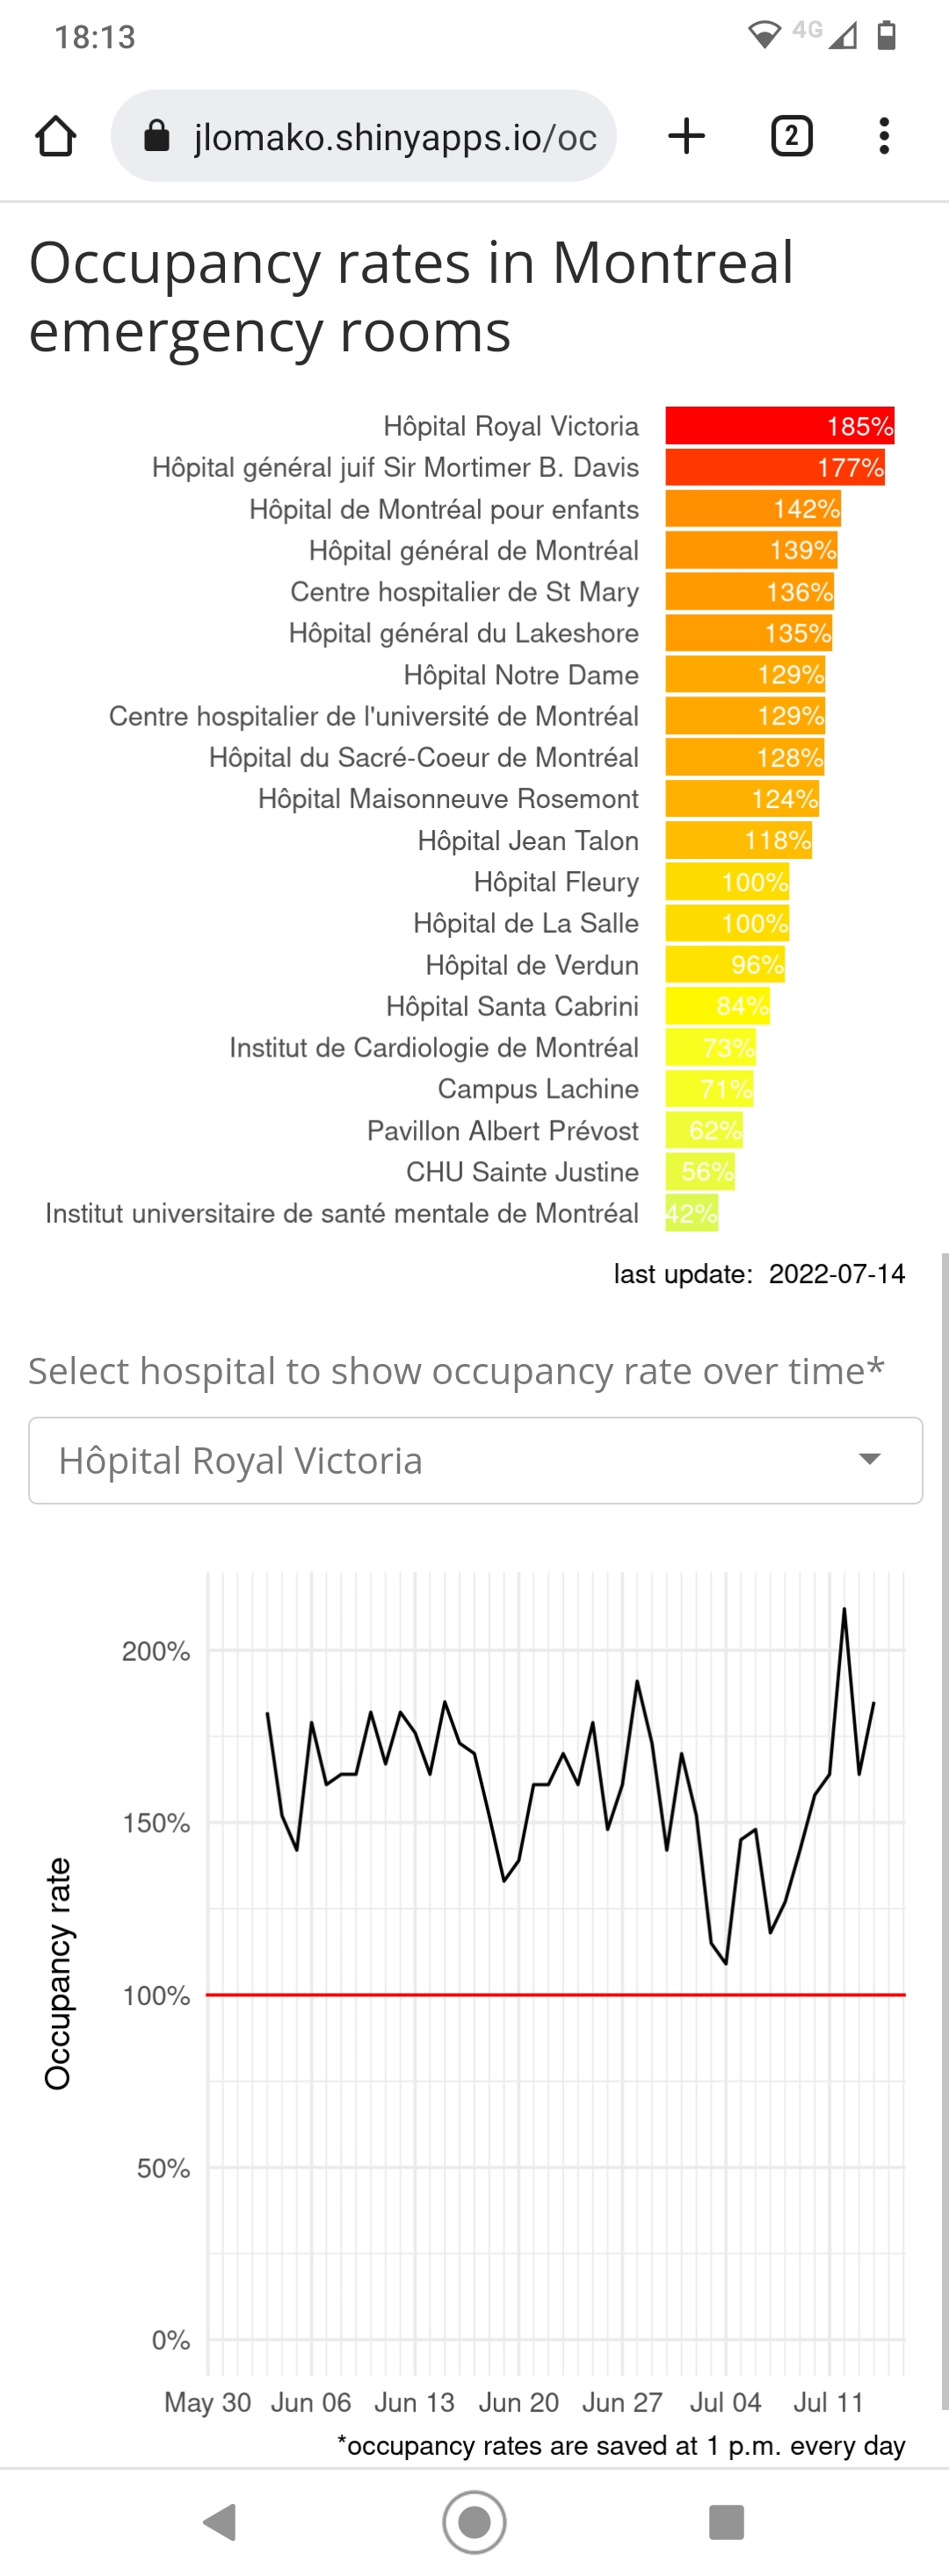 18:13
4G
jlomako.shinyapps.io/oc
2
Occupancy rates in Montreal
emergency rooms
Hôpital Royal Victoria 185%
Hôpital général juif Sir Mortimer B. Davis 177%
Hôpital de Montréal pour enfants 142%
Hôpital général de Montréal 139%
Centre hospitalier de St Mary 136%
Hôpital général du Lakeshore 135%
Hôpital Notre Dame 129%
Centre hospitalier de l'université de Montréal 129%
Hôpital du Sacré-Coeur de Montréal 128%
Hôpital Maisonneuve Rosemont 124%
Hôpital Jean Talon 118%
Hôpital Fleury 100%
Hôpital de La Salle 100%
Hôpital de Verdun 96%
Hôpital Santa Cabrini 84%
Institut de Cardiologie de Montréal 73%
Campus Lachine 71%
Pavillon Albert Prévost 62%
CHU Sainte Justine 56%
Institut universitaire de santé mentale de Montréal 42%
last update: 2022-07-14
Select hospital to show occupancy rate over time*
Hôpital Royal Victoria
Occupancy rate
200%
150%
100%
50%
0%
May 30 Jun 06 Jun 13 Jun 20 Jun 27 Jul 04 Jul 11
*occupancy rates are saved at 1 p.m. every day